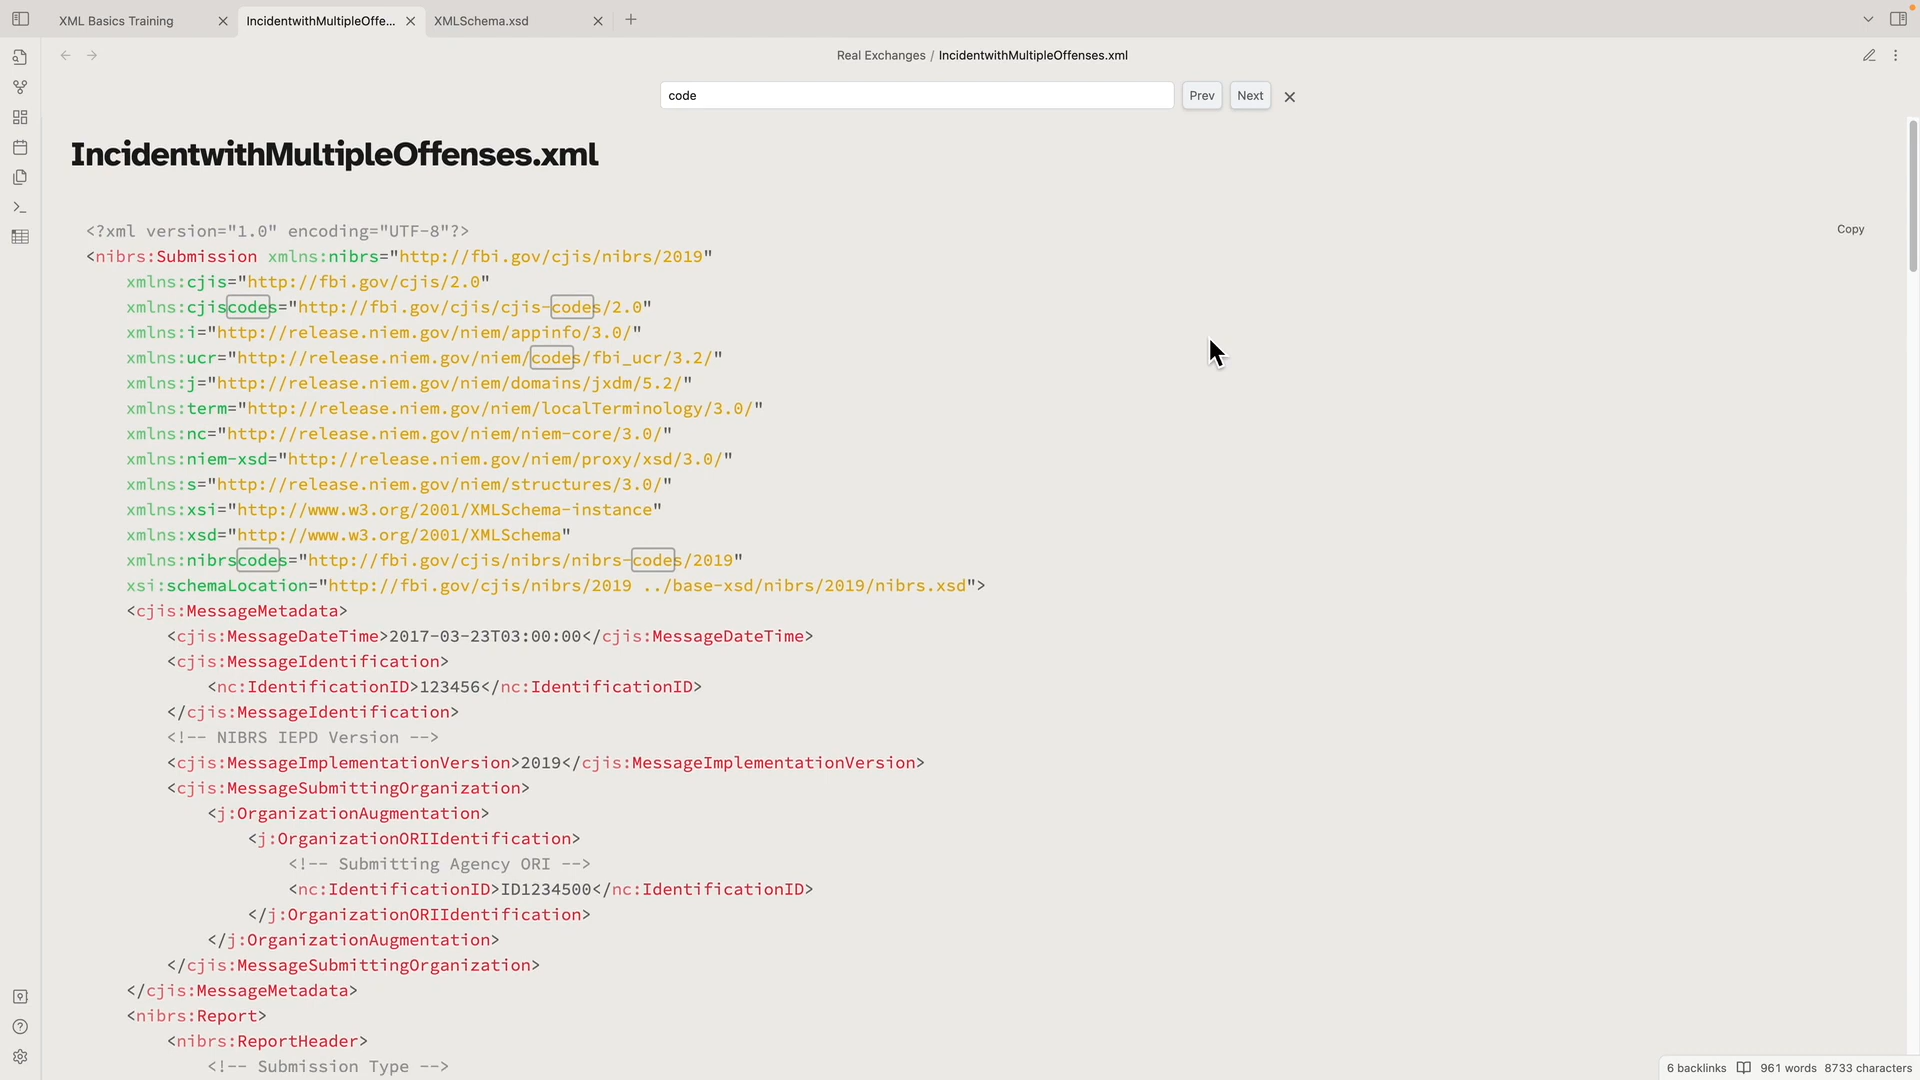 XML Basics Training
IncidentwithMultipleOffe...
XMLSchema.xsd
Real Exchanges / IncidentwithMultipleOffenses.xml
code
Prev
Next
IncidentwithMultipleOffenses.xml
Copy
<?xml version="1.0" encoding="UTF-8"?>
<nibrs:Submission xmlns:nibrs="http://fbi.gov/cjis/nibrs/2019"
xmlns:cjis="http://fbi.gov/cjis/2.0"
xmlns:cjiscodes="http://fbi.gov/cjis/cjis-codes/2.0"
xmlns:i="http://release.niem.gov/niem/appinfo/3.0/"
xmlns:ucr="http://release.niem.gov/niem/codes/fbi_ucr/3.2/"
xmlns:j="http://release.niem.gov/niem/domains/jxdm/5.2/"
xmlns:term="http://release.niem.gov/niem/localTerminology/3.0/"
xmlns:nc="http://release.niem.gov/niem/niem-core/3.0/"
xmlns:niem-xsd="http://release.niem.gov/niem/proxy/xsd/3.0/"
xmlns:s="http://release.niem.gov/niem/structures/3.0/"
xmlns:xsi="http://www.w3.org/2001/XMLSchema-instance"
xmlns:xsd="http://www.w3.org/2001/XMLSchema"
xmlns:nibrscodes="http://fbi.gov/cjis/nibrs/nibrs-codes/2019"
xsi:schemaLocation="http://fbi.gov/cjis/nibrs/2019 ../base-xsd/nibrs/2019/nibrs.xsd">
<cjis:MessageMetadata>
<cjis:MessageDateTime>2017-03-23T03:00:00</cjis:MessageDateTime>
<cjis:MessageIdentification>
<nc:IdentificationID>123456</nc:IdentificationID>
</cjis:MessageIdentification>
<!-- NIBRS IEPD Version -->
<cjis:MessageImplementationVersion>2019</cjis:MessageImplementationVersion>
<cjis:MessageSubmittingOrganization>
<j:OrganizationAugmentation>
<j:OrganizationORIIdentification>
<!-- Submitting Agency ORI -->
<nc:IdentificationID>ID1234500</nc:IdentificationID>
</j:OrganizationORIIdentification>
</j:OrganizationAugmentation>
</cjis:MessageSubmittingOrganization>
</cjis:MessageMetadata>
<nibrs:Report>
<nibrs:ReportHeader>
<!-- Submission Type -->
6 backlinks 961 words 8733 characters